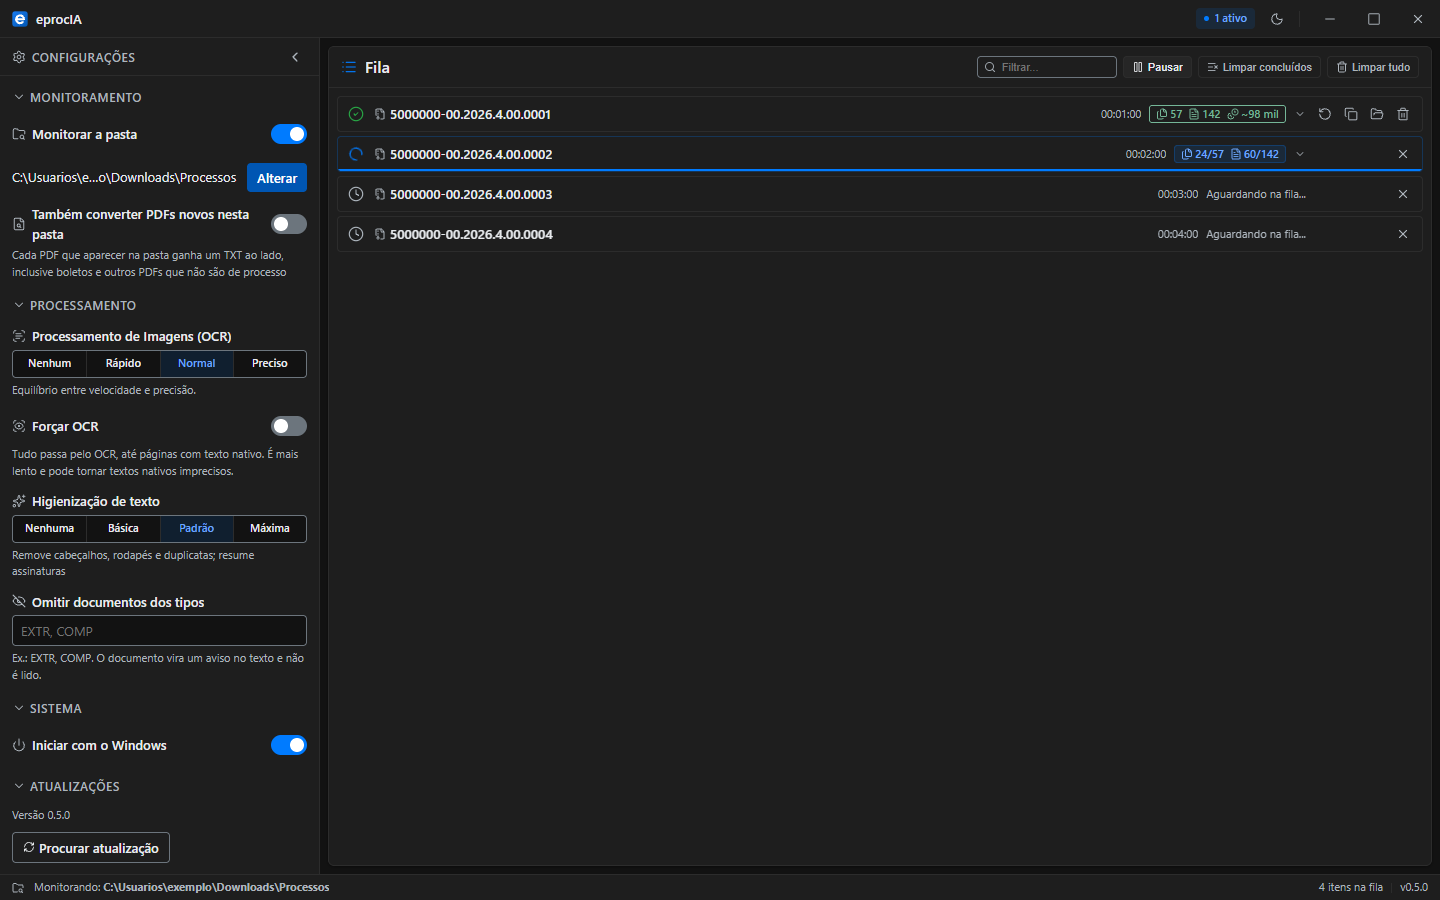 eprocIA
1 ativo
CONFIGURAÇÕES
MONITORAMENTO
Monitorar a pasta
C:\Usuarios\e...o\Downloads\Processos
Alterar
Também converter PDFs novos nesta
pasta
Cada PDF que aparecer na pasta ganha um TXT ao lado,
inclusive boletos e outros PDFs que não são de processo
PROCESSAMENTO
Processamento de Imagens (OCR)
Nenhum Rápido Normal Preciso
Equilíbrio entre velocidade e precisão.
Forçar OCR
Tudo passa pelo OCR, até páginas com texto nativo. É mais
lento e pode tornar textos nativos imprecisos.
Higienização de texto
Nenhuma Básica Padrão Máxima
Remove cabeçalhos, rodapés e duplicatas; resume
assinaturas
Omitir documentos dos tipos
EXTR, COMP
Ex.: EXTR, COMP. O documento vira um aviso no texto e não
é lido.
SISTEMA
Iniciar com o Windows
ATUALIZAÇÕES
Versão 0.5.0
Procurar atualização
Fila
Filtrar...
Pausar
Limpar concluídos
Limpar tudo
5000000-00.2026.4.00.0001 00:01:00 57 142 ~98 mil
5000000-00.2026.4.00.0002 00:02:00 24/57 60/142
5000000-00.2026.4.00.0003 00:03:00 Aguardando na fila...
5000000-00.2026.4.00.0004 00:04:00 Aguardando na fila...
Monitorando: C:\Usuarios\exemplo\Downloads\Processos
4 itens na fila
v0.5.0